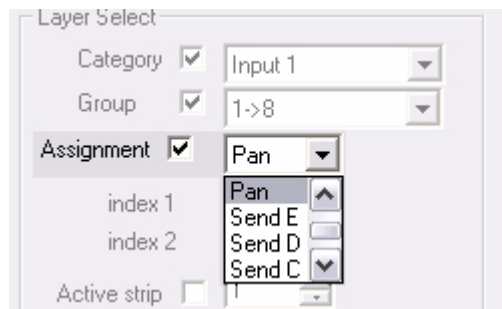 Layer Select
Category Input 1
Group 1->8
Assignment Pan
Pan
index 1
Send E
index 2
Send D
Send C
Active strip 1